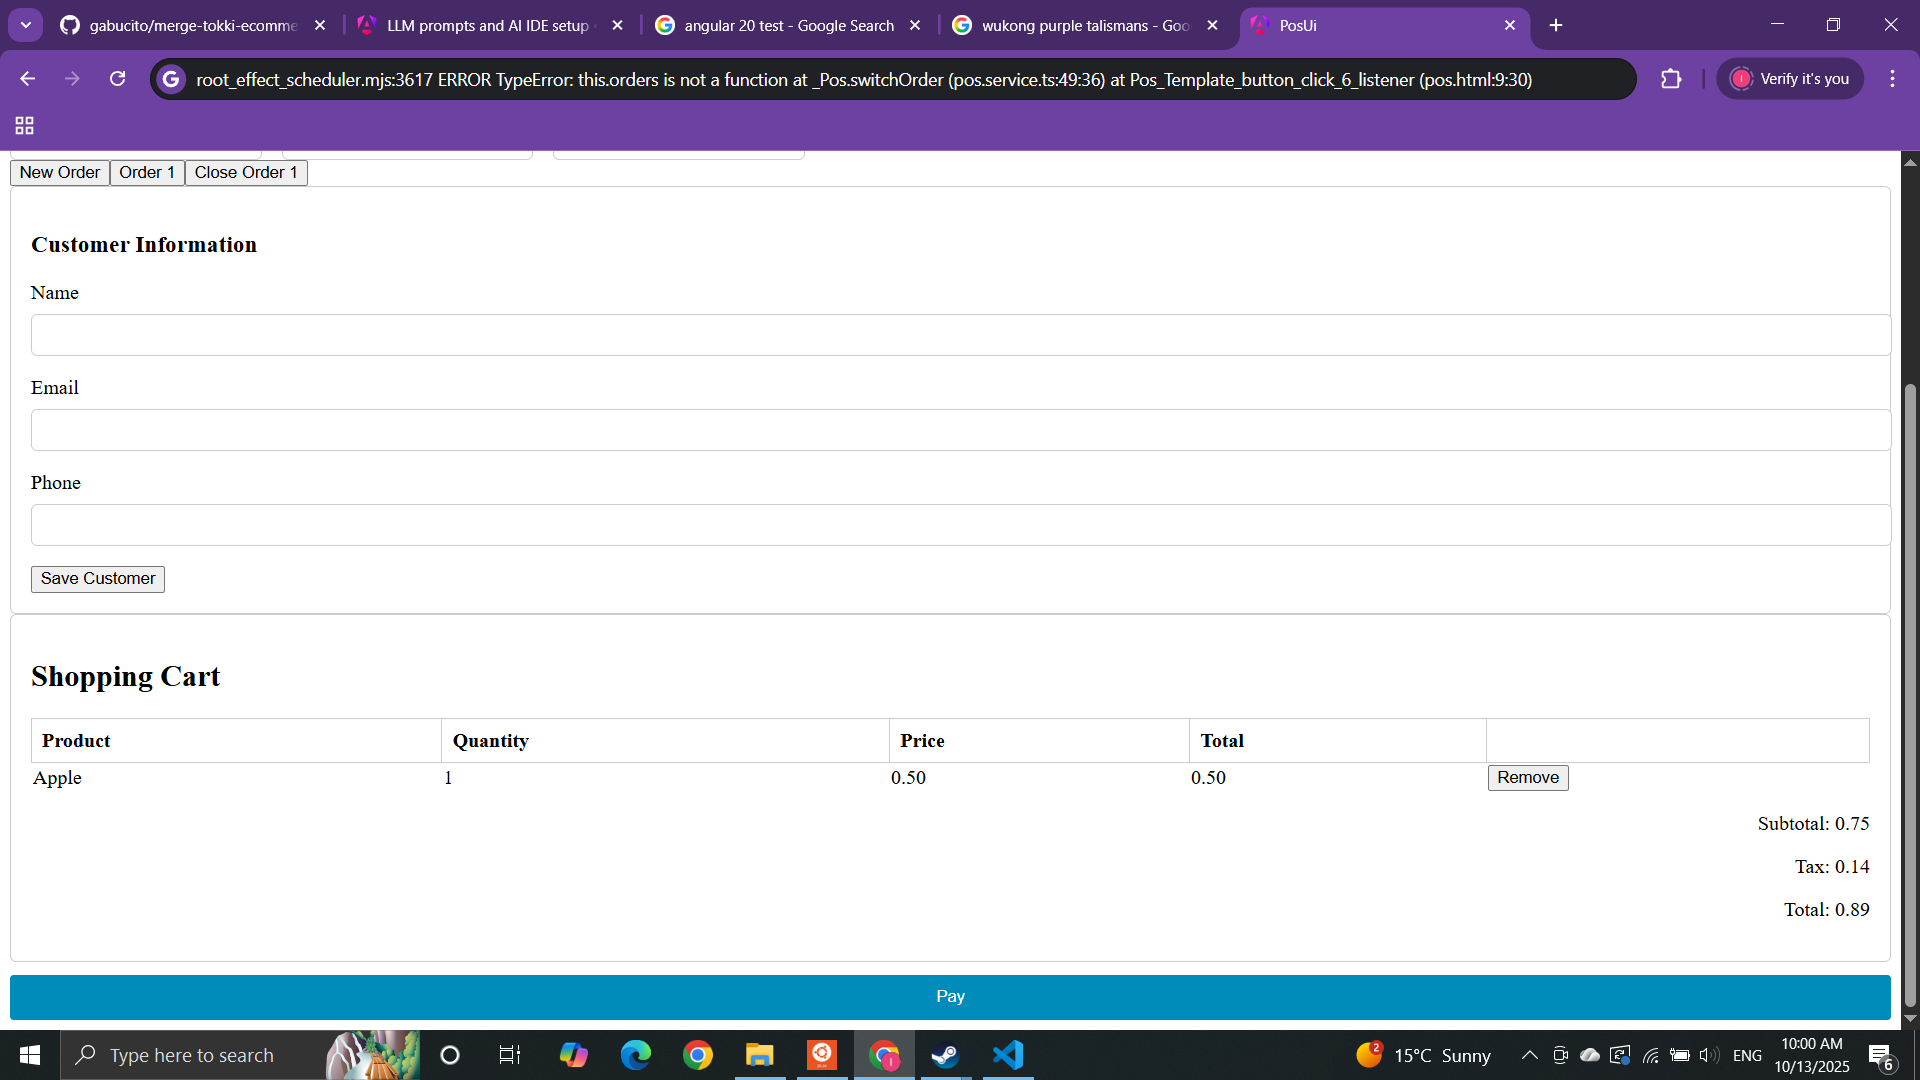 gabucito/merge-tokki-ecomme
LLM prompts and AI IDE setup
angular 20 test - Google Search
wukong purple talismans - Goo
PosUi
root_effect_scheduler.mjs:3617 ERROR TypeError: this.orders is not a function at _Pos.switchOrder (pos.service.ts:49:36) at Pos_Template_button_click_6_listener (pos.html:9:30)
Verify it's you
New Order
Order 1
Close Order 1
Customer Information
Name
Email
Phone
Save Customer
Shopping Cart
Product Quantity Price Total
Apple 1 0.50 0.50 Remove
Subtotal: 0.75
Tax: 0.14
Total: 0.89
Pay
Type here to search
2
15°C Sunny
ENG
10:00 AM
10/13/2025
6